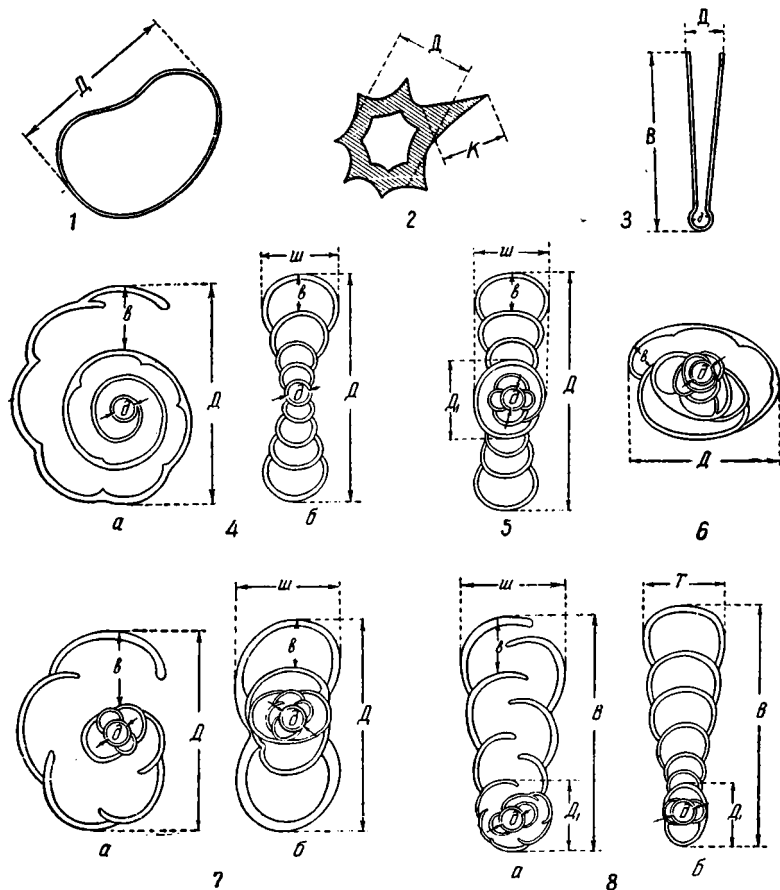 Д
1
Д
К
2
Д
В
д
3
в
д
Д
а
4
ш
в
д
Д
б
ш
в
д
Д₁
Д
5
в
д
Д
6
в
д
Д
а
7
ш
в
д
Д
б
ш
в
д
Д₁
В
а
8
Т
д
Д₁
В
б